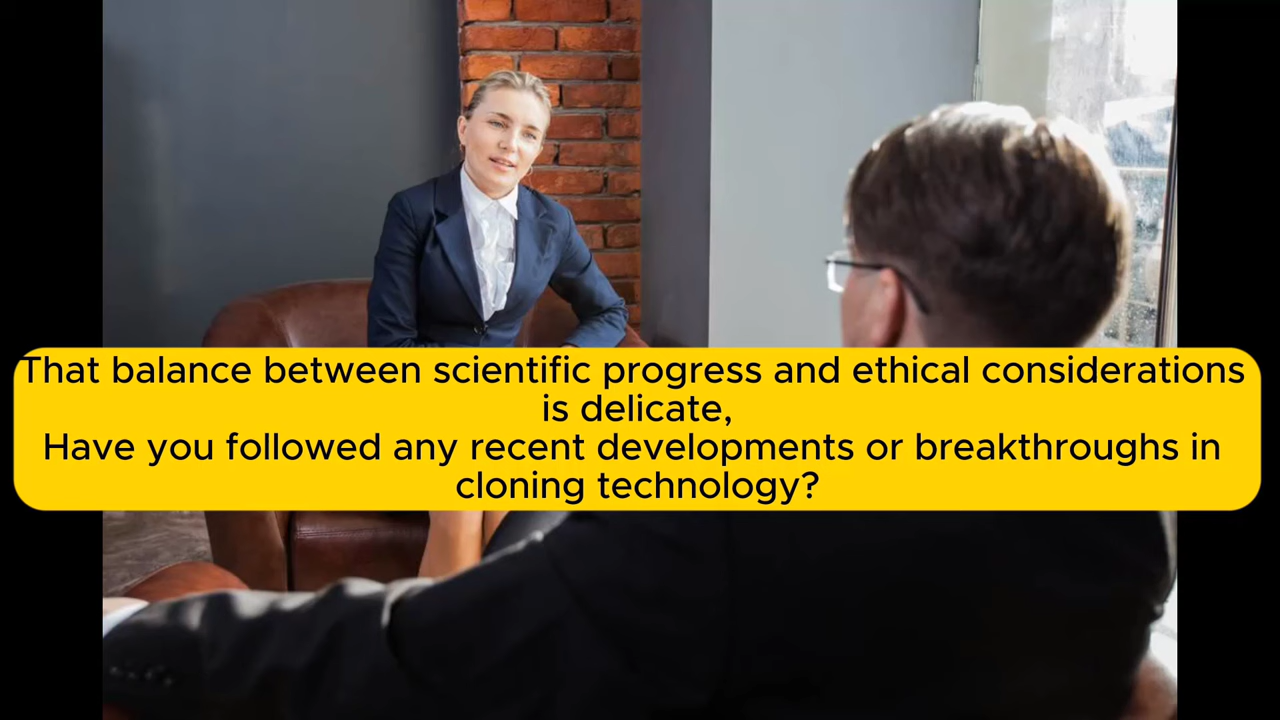 That balance between scientific progress and ethical considerations
is delicate,
Have you followed any recent developments or breakthroughs in
cloning technology?